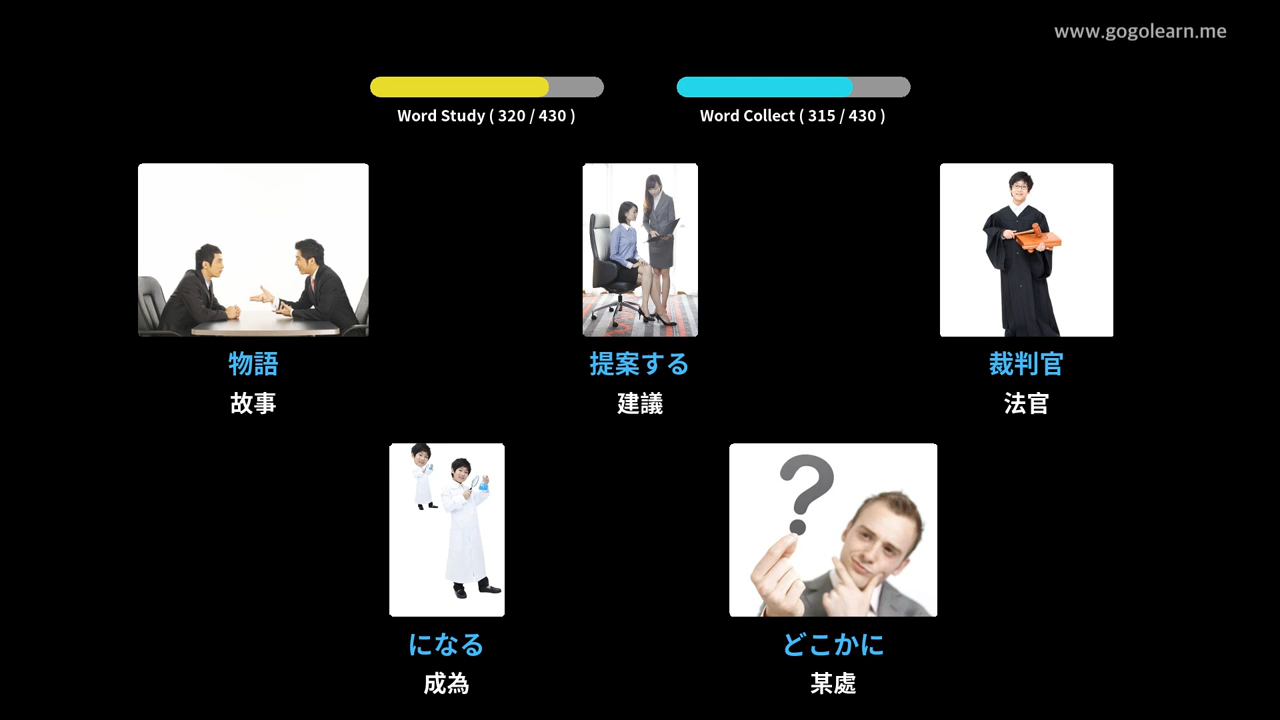 www.gogolearn.me
Word Study ( 320 / 430 )
Word Collect ( 315 / 430 )
物語
故事
提案する
建議
裁判官
法官
になる
成為
どこかに
某處